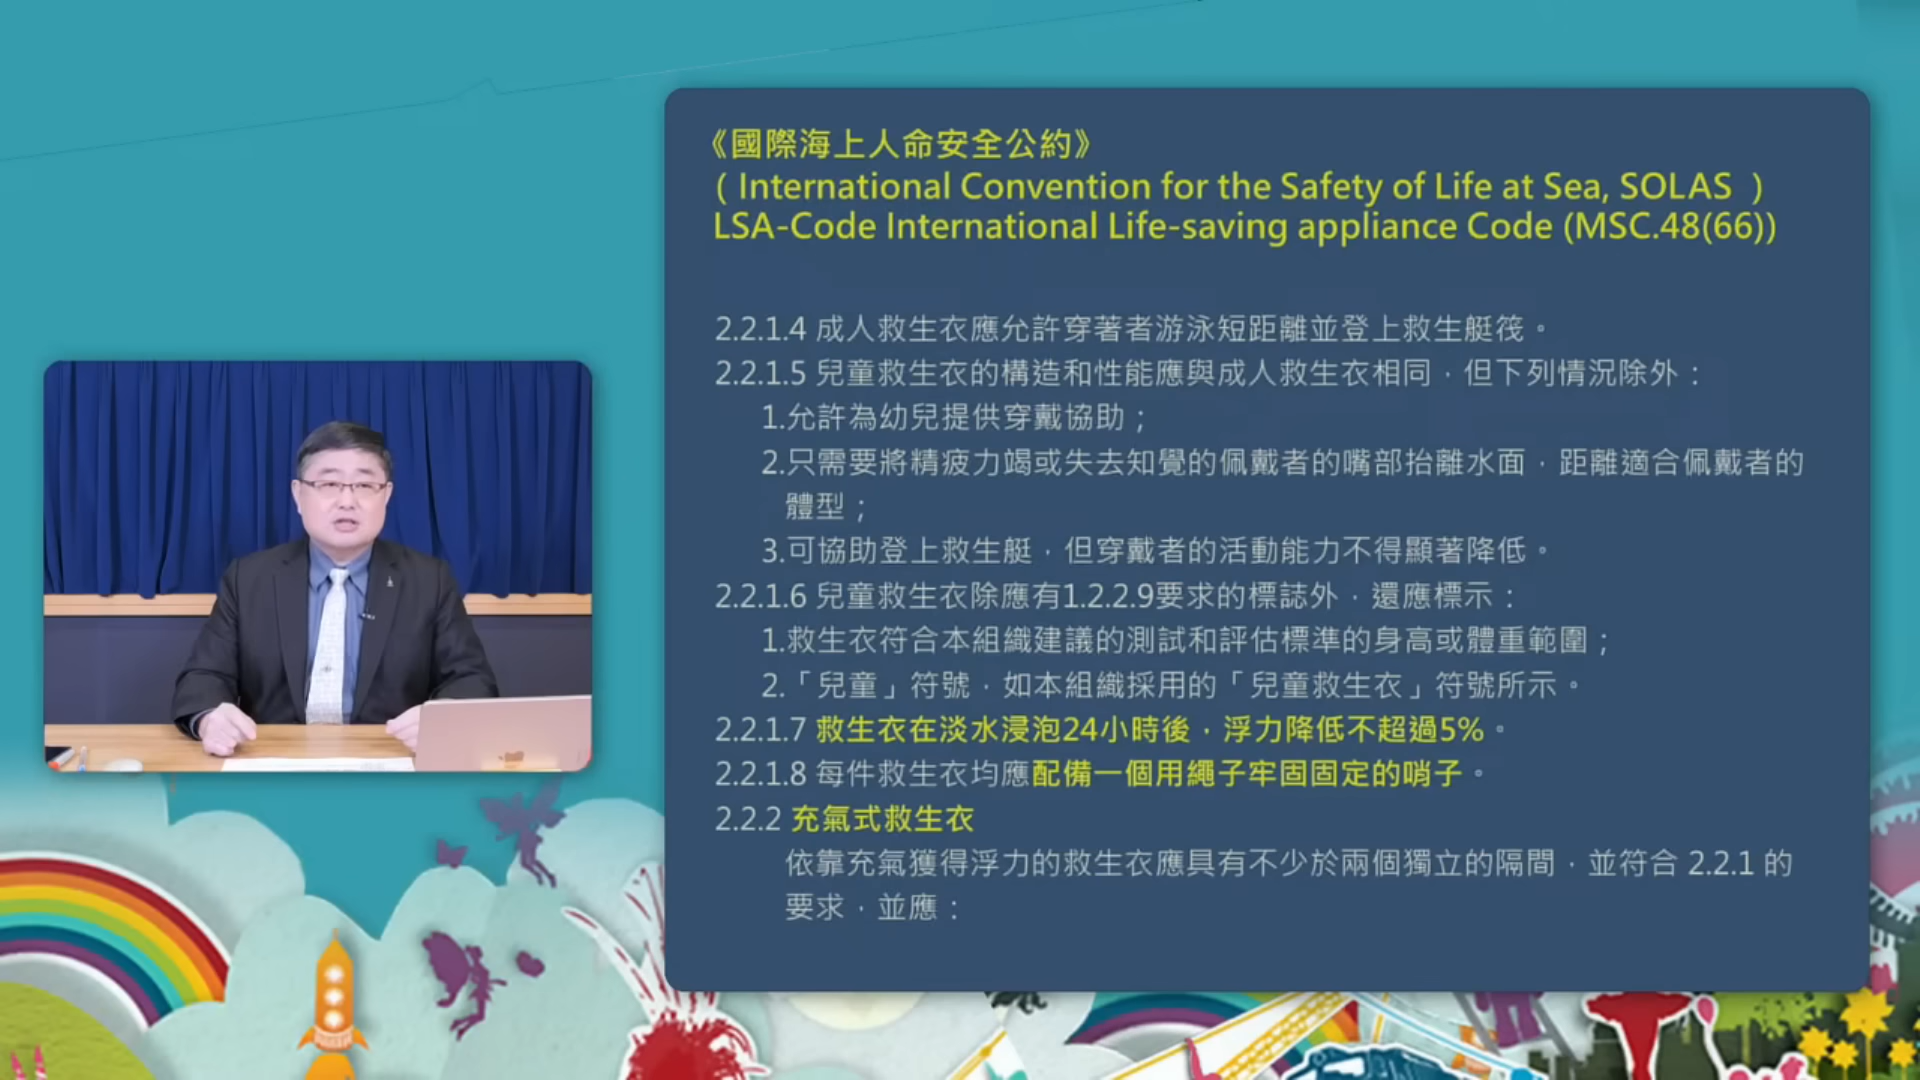 《國際海上人命安全公約》
( International Convention for the Safety of Life at Sea, SOLAS )
LSA-Code International Life-saving appliance Code (MSC.48(66))
2.2.1.4 成人救生衣應允許穿著者游泳短距離並登上救生艇筏。
2.2.1.5 兒童救生衣的構造和性能應與成人救生衣相同，但下列情況除外：
1.允許為幼兒提供穿戴協助；
2.只需要將精疲力竭或失去知覺的佩戴者的嘴部抬離水面，距離適合佩戴者的
體型；
3.可協助登上救生艇，但穿戴者的活動能力不得顯著降低。
2.2.1.6 兒童救生衣除應有1.2.2.9要求的標誌外，還應標示：
1.救生衣符合本組織建議的測試和評估標準的身高或體重範圍；
2.「兒童」符號，如本組織採用的「兒童救生衣」符號所示。
2.2.1.7 救生衣在淡水浸泡24小時後，浮力降低不超過5%。
2.2.1.8 每件救生衣均應配備一個用繩子牢固固定的哨子。
2.2.2 充氣式救生衣
依靠充氣獲得浮力的救生衣應具有不少於兩個獨立的隔間，並符合 2.2.1 的
要求，並應：